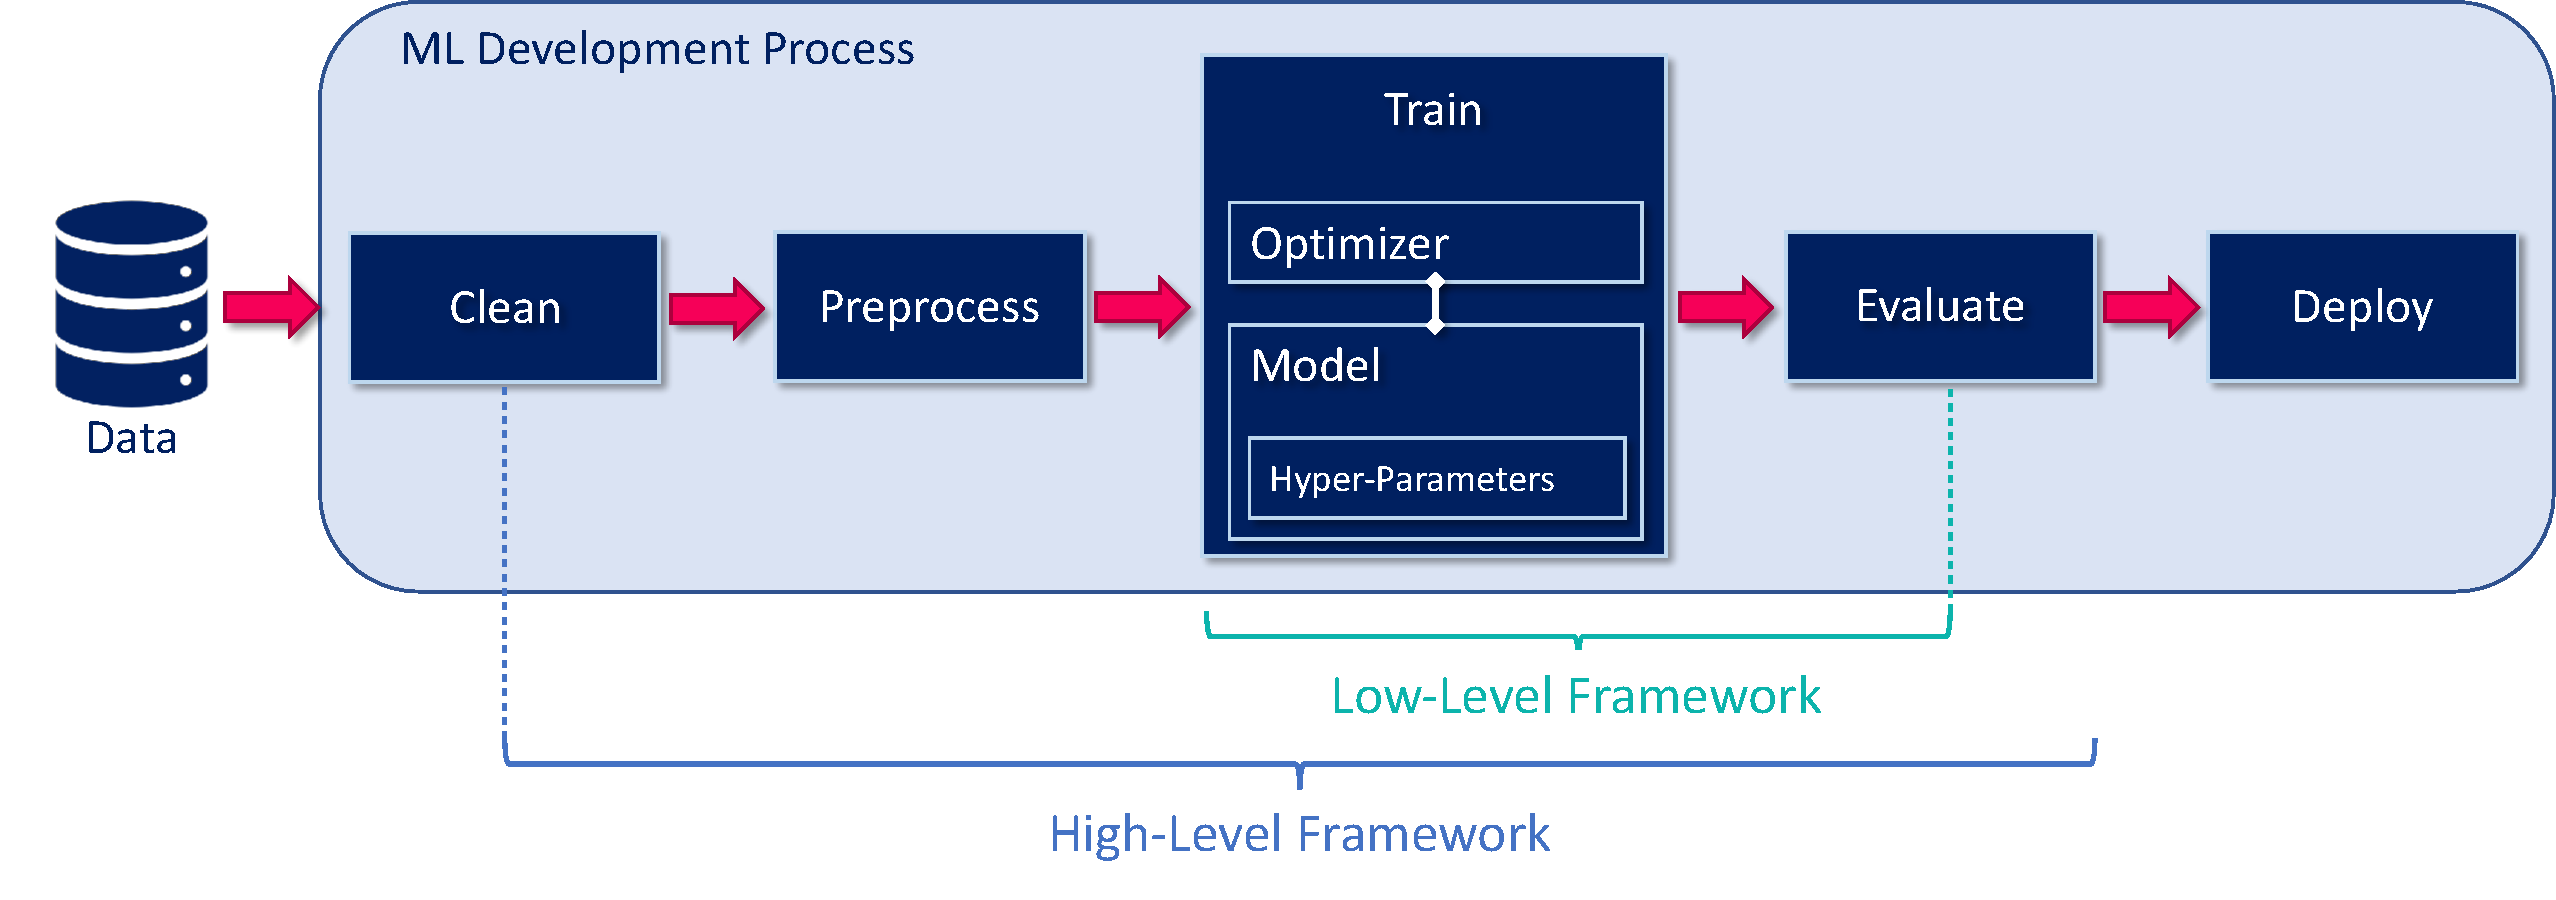 ML Development Process
Data
Clean
Preprocess
Train
Optimizer
Model
Hyper-Parameters
Evaluate
Deploy
Low-Level Framework
High-Level Framework